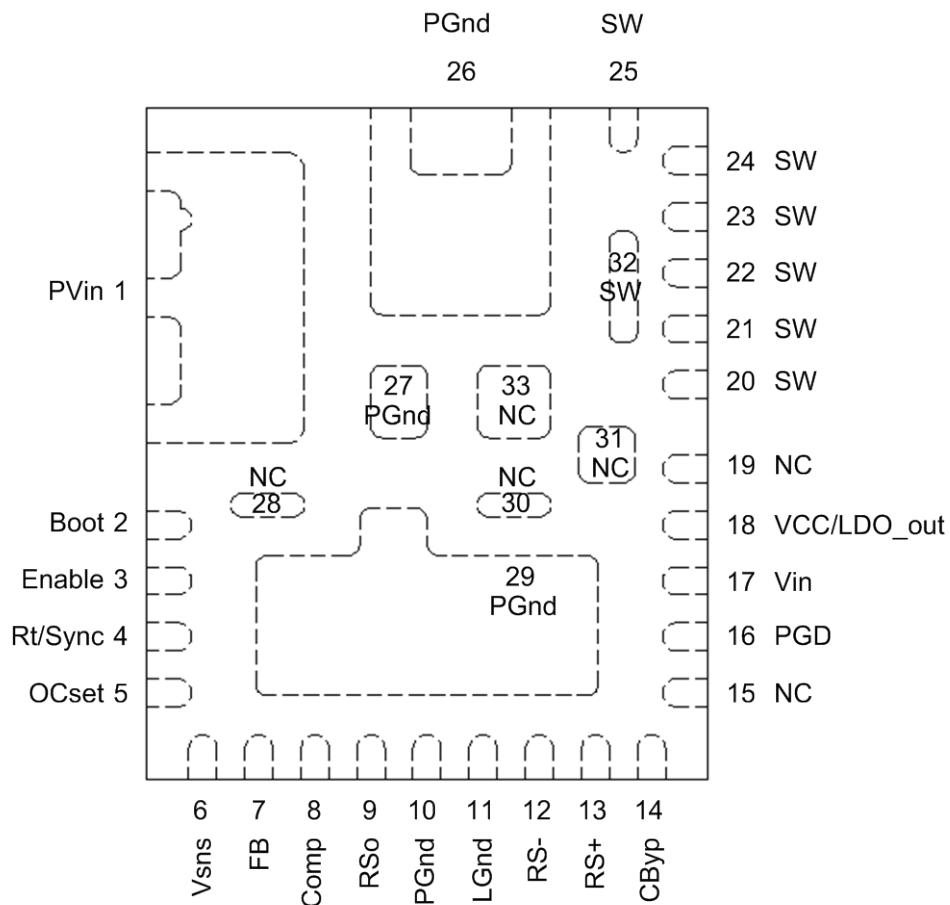 PGnd SW
26 25
24 SW
23 SW
22 SW
32
SW
PVin 1
21 SW
20 SW
27
PGnd
33
NC
31
NC
19 NC
NC
28
NC
30
Boot 2
18 VCC/LDO_out
Enable 3
29
PGnd
17 Vin
Rt/Sync 4
16 PGD
OCset 5
15 NC
6 7 8 9 10 11 12 13 14
Vsns
FB
Comp
RSo
PGnd
LGnd
RS-
RS+
CByp